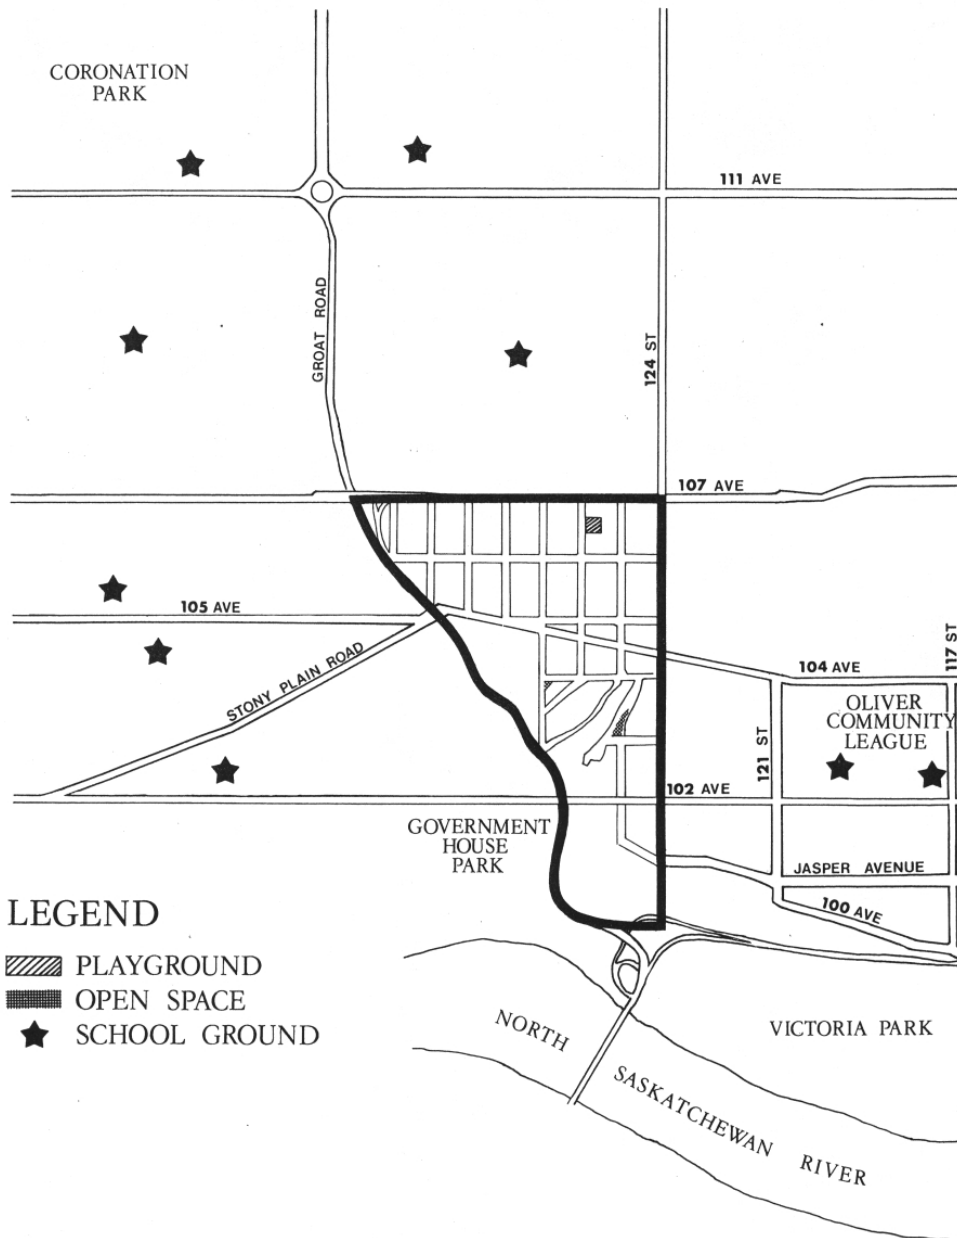 CORONATION
PARK
111 AVE
GROAT ROAD
124 ST
107 AVE
105 AVE
STONY PLAIN ROAD
104 AVE
117 ST
OLIVER
COMMUNITY
LEAGUE
121 ST
102 AVE
GOVERNMENT
HOUSE
PARK
JASPER AVENUE
100 AVE
LEGEND
PLAYGROUND
OPEN SPACE
SCHOOL GROUND
NORTH SASKATCHEWAN RIVER
VICTORIA PARK